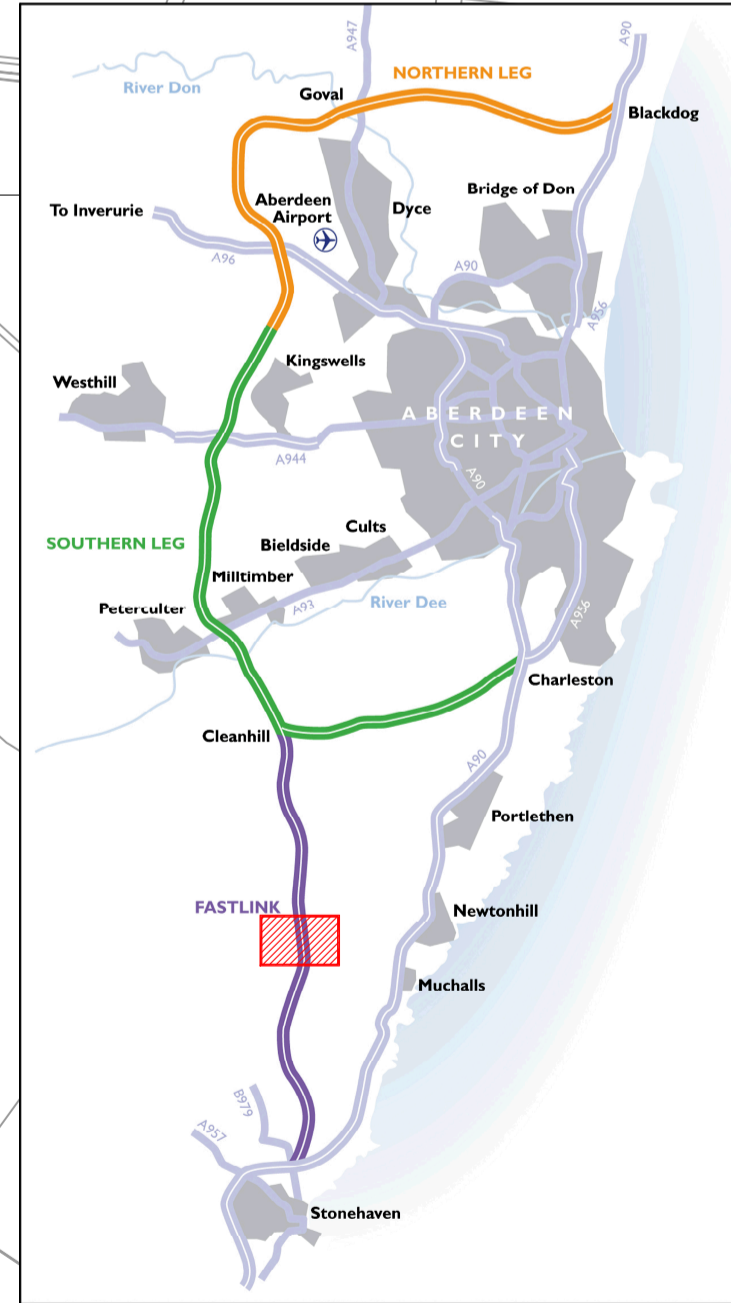 A947
A90
NORTHERN LEG
River Don
Goval
Blackdog
Bridge of Don
Aberdeen
Airport
Dyce
To Inverurie
A96
A90
A956
Kingswells
Westhill
ABERDEEN
CITY
A944
A90
Cults
SOUTHERN LEG
Bieldside
Milltimber
Peterculter
A93
River Dee
A956
Charleston
Cleanhill
A90
Portlethen
FASTLINK
Newtonhill
Muchalls
B979
A957
Stonehaven